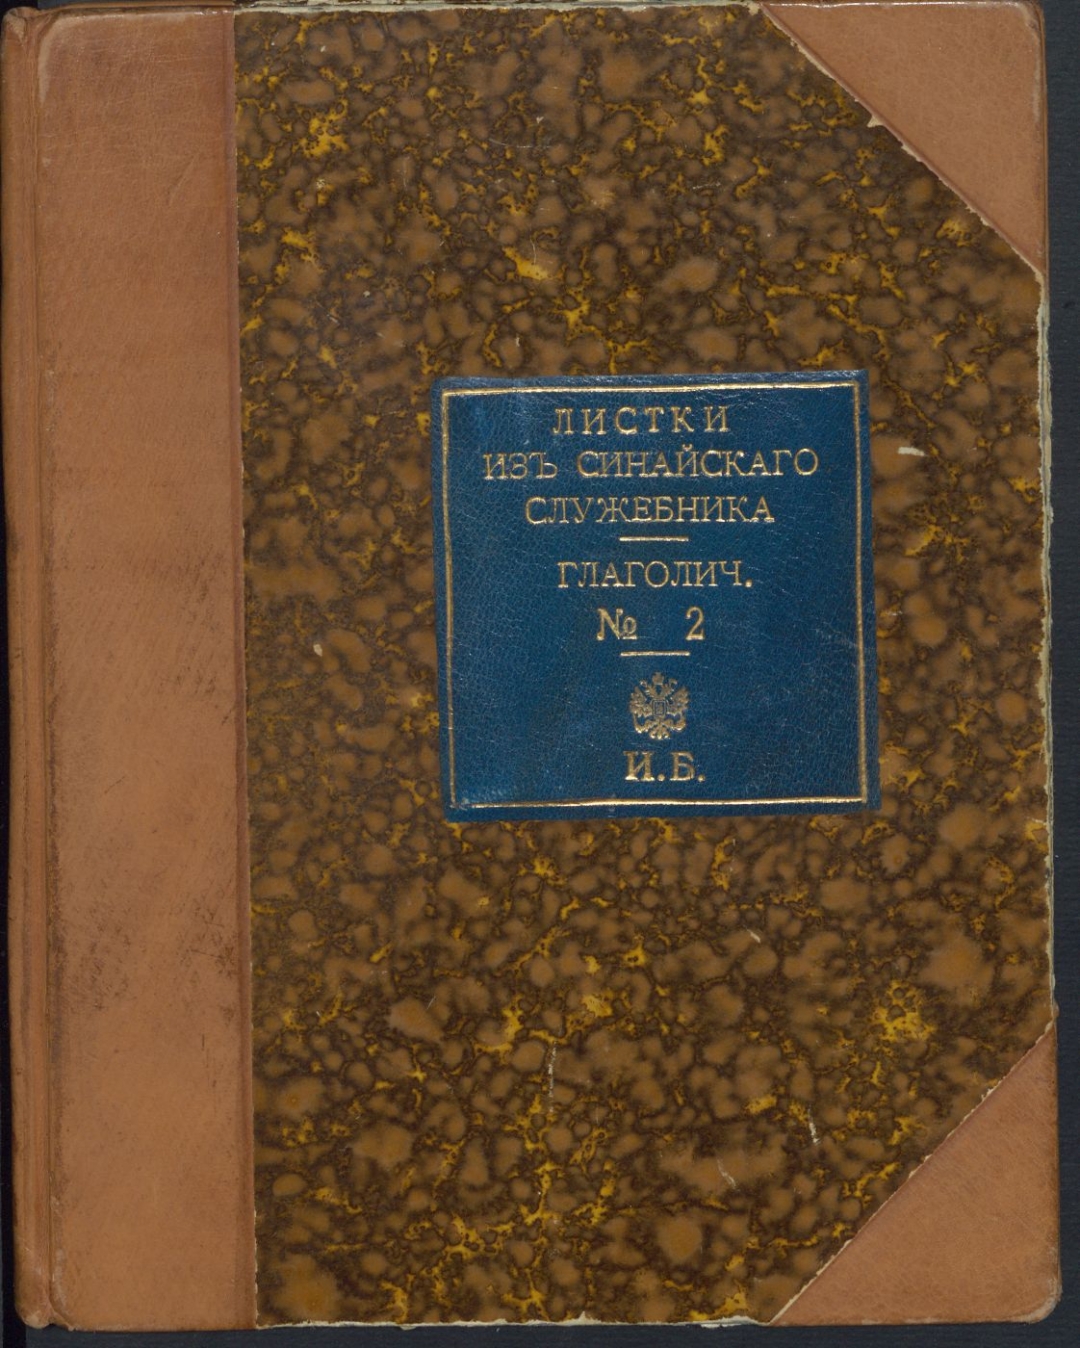 ЛИСТКИ
ИЗЪ СИНАЙСКАГО
СЛУЖЕБНИКА
ГЛАГОЛИЧ.
№ 2
И.Б.